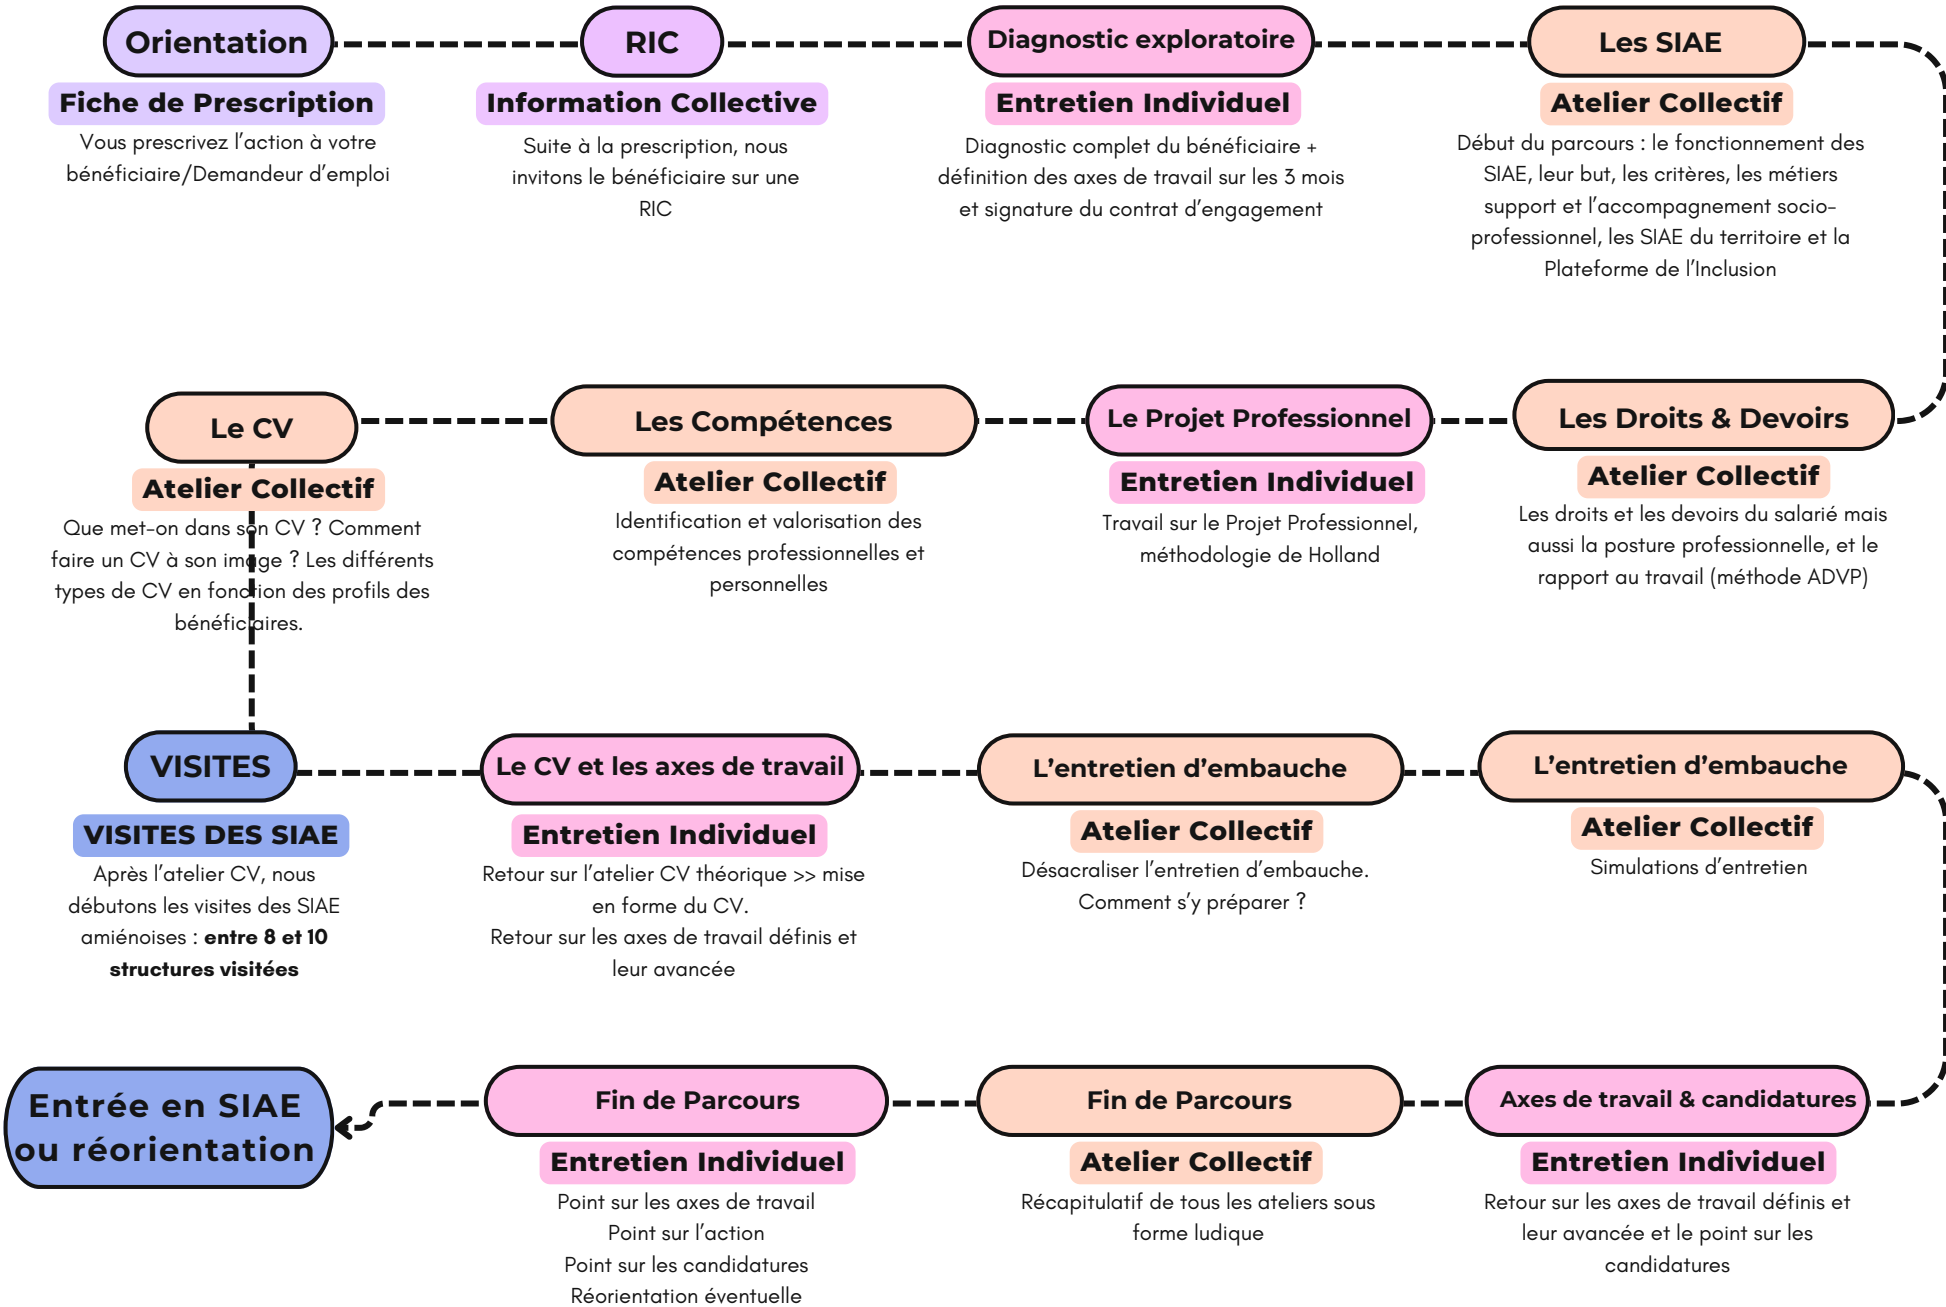 Orientation
Fiche de Prescription
Vous prescrivez l'action à votre
bénéficiaire/Demandeur d'emploi
RIC
Information Collective
Suite à la prescription, nous
invitons le bénéficiaire sur une
RIC
Diagnostic exploratoire
Entretien Individuel
Diagnostic complet du bénéficiaire +
définition des axes de travail sur les 3 mois
et signature du contrat d'engagement
Les SIAE
Atelier Collectif
Début du parcours : le fonctionnement des
SIAE, leur but, les critères, les métiers
support et l'accompagnement socio-
professionnel, les SIAE du territoire et la
Plateforme de l'Inclusion
Les Droits & Devoirs
Atelier Collectif
Les droits et les devoirs du salarié mais
aussi la posture professionnelle, et le
rapport au travail (méthode ADVP)
Le Projet Professionnel
Entretien Individuel
Travail sur le Projet Professionnel,
méthodologie de Holland
Les Compétences
Atelier Collectif
Identification et valorisation des
compétences professionnelles et
personnelles
Le CV
Atelier Collectif
Que met-on dans son CV ? Comment
faire un CV à son image ? Les différents
types de CV en fonction des profils des
bénéficiaires.
VISITES
VISITES DES SIAE
Après l'atelier CV, nous
débutons les visites des SIAE
amiénoises : entre 8 et 10
structures visitées
Le CV et les axes de travail
Entretien Individuel
Retour sur l'atelier CV théorique >> mise
en forme du CV.
Retour sur les axes de travail définis et
leur avancée
L'entretien d'embauche
Atelier Collectif
Désacraliser l'entretien d'embauche.
Comment s'y préparer ?
L'entretien d'embauche
Atelier Collectif
Simulations d'entretien
Axes de travail & candidatures
Entretien Individuel
Retour sur les axes de travail définis et
leur avancée et le point sur les
candidatures
Fin de Parcours
Atelier Collectif
Récapitulatif de tous les ateliers sous
forme ludique
Fin de Parcours
Entretien Individuel
Point sur les axes de travail
Point sur l'action
Point sur les candidatures
Réorientation éventuelle
Entrée en SIAE
ou réorientation